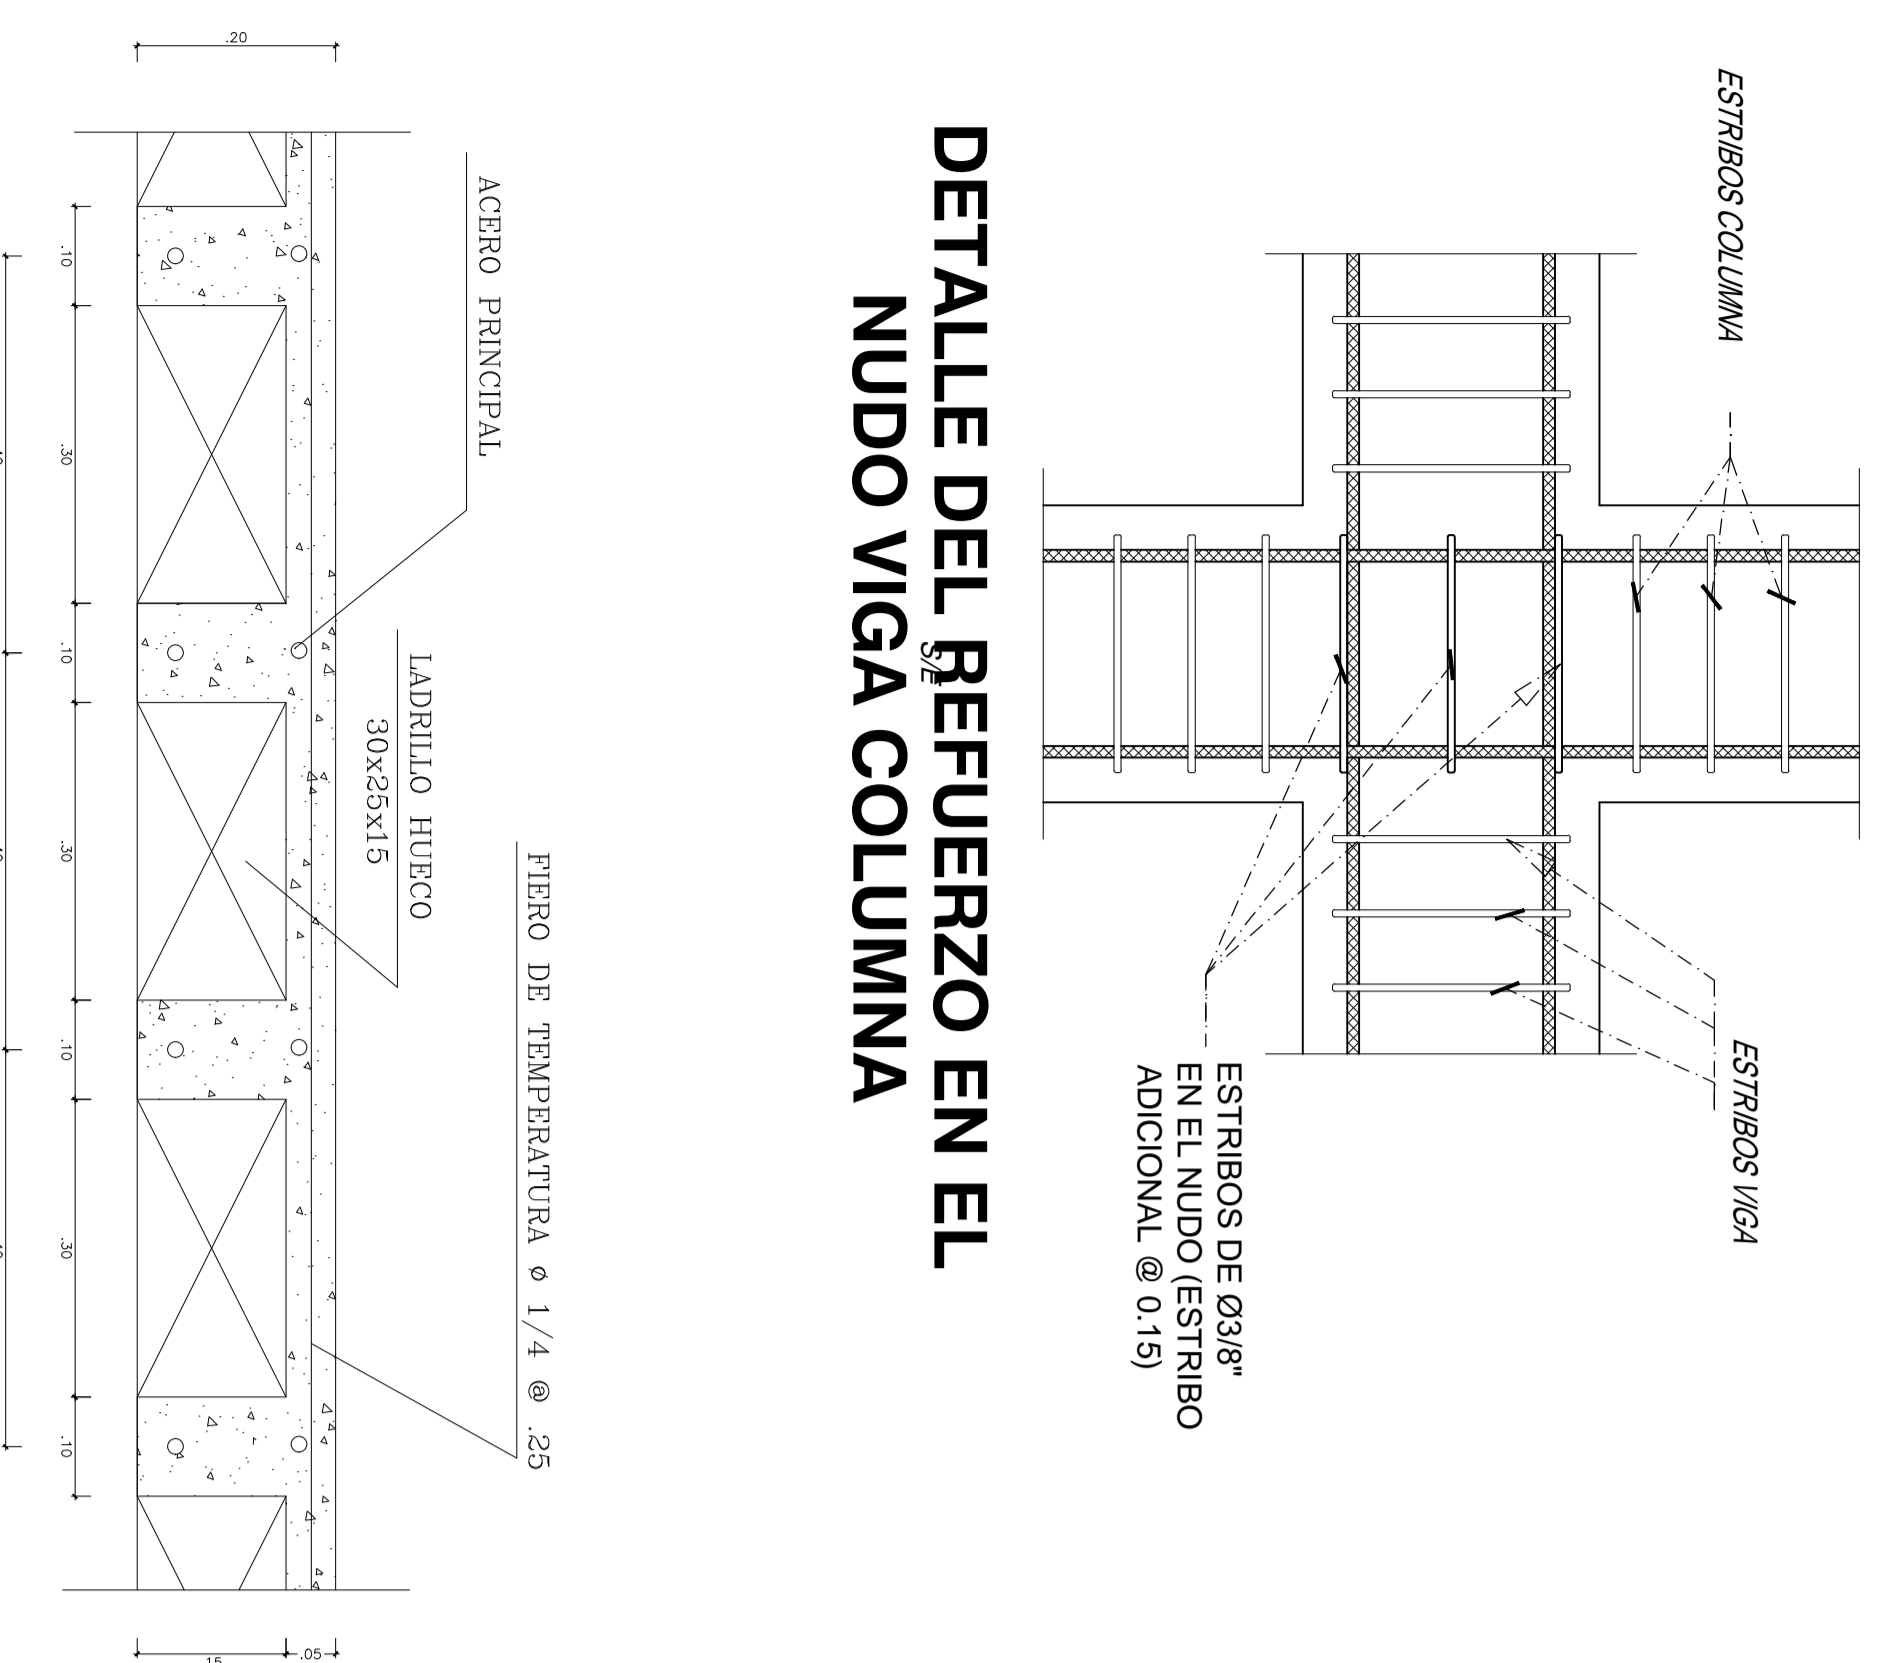 ESTRIBOS COLUMNA
ESTRIBOS VIGA
ESTRIBOS DE Ø3/8"
EN EL NUDO (ESTRIBO
ADICIONAL @ 0.15)
DETALLE DEL REFUERZO EN EL
NUDO VIGA COLUMNA
S/E
FIERO DE TEMPERATURA ø 1/4 @ .25
ACERO PRINCIPAL
LADRILLO HUECO
30x25x15
.20
.05
.10
.30
.10
.30
.10
.30
.10